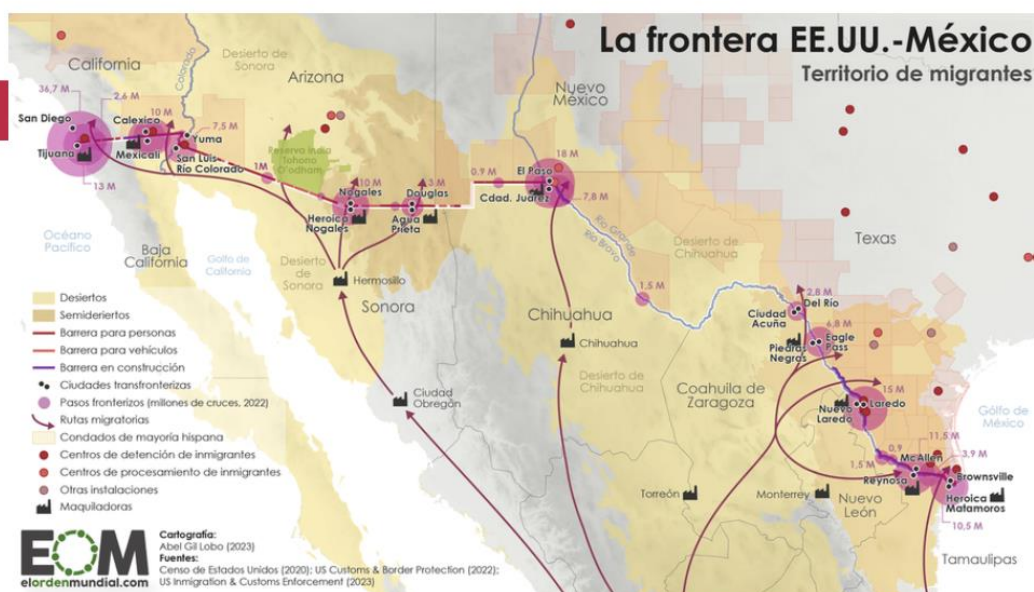 La frontera EE.UU.-México
Territorio de migrantes
California
Colorado
Desierto de
Sonora
Arizona
Nuevo
México
36,7 M
2,6 M
San Diego
Calexico
10 M
7,5 M
Yuma
Tijuana
Mexicali
San Luis
Río Colorado
13 M
Reserva India
Tohono
O'odham
1M
Nogales
10 M
Heroica
Nogales
Douglas
3 M
Agua
Prieta
0,9 M
El Paso
18 M
Cdad. Juárez
7,8 M
Río Grande
Río Bravo
Desierto de
Chihuahua
Texas
Océano
Pacífico
Baja
California
Golfo de
California
Desierto
de
Sonora
Hermosillo
Sonora
1.5 M
2,8 M
Del Río
Ciudad
Acuña
6,8 M
Eagle
Pass
Piedras
Negras
Chihuahua
Chihuahua
Desierto de
Chihuahua
Coahuila de
Zaragoza
15 M
Laredo
Nuevo
Laredo
Golfo de
México
Ciudad
Obregón
0,9
11,5 M
1,5 M
McAllen
3,9 M
Reynosa
Brownsville
Heroica
Matamoros
10,5 M
Torreón
Monterrey
Nuevo
León
Tamaulipas
Desiertos
Semidesiertos
Barrera para personas
Barrera para vehículos
Barrera en construcción
Ciudades transfronterizas
Pasos fronterizos (millones de cruces, 2022)
Rutas migratorias
Condados de mayoría hispana
Centros de detención de inmigrantes
Centros de procesamiento de inmigrantes
Otras instalaciones
Maquiladoras
EOM
elordenmundial.com
Cartografía:
Abel Gil Lobo (2023)
Fuentes:
Censo de Estados Unidos (2020); US Customs & Border Protection (2022);
US Inmigration & Customs Enforcement (2023)